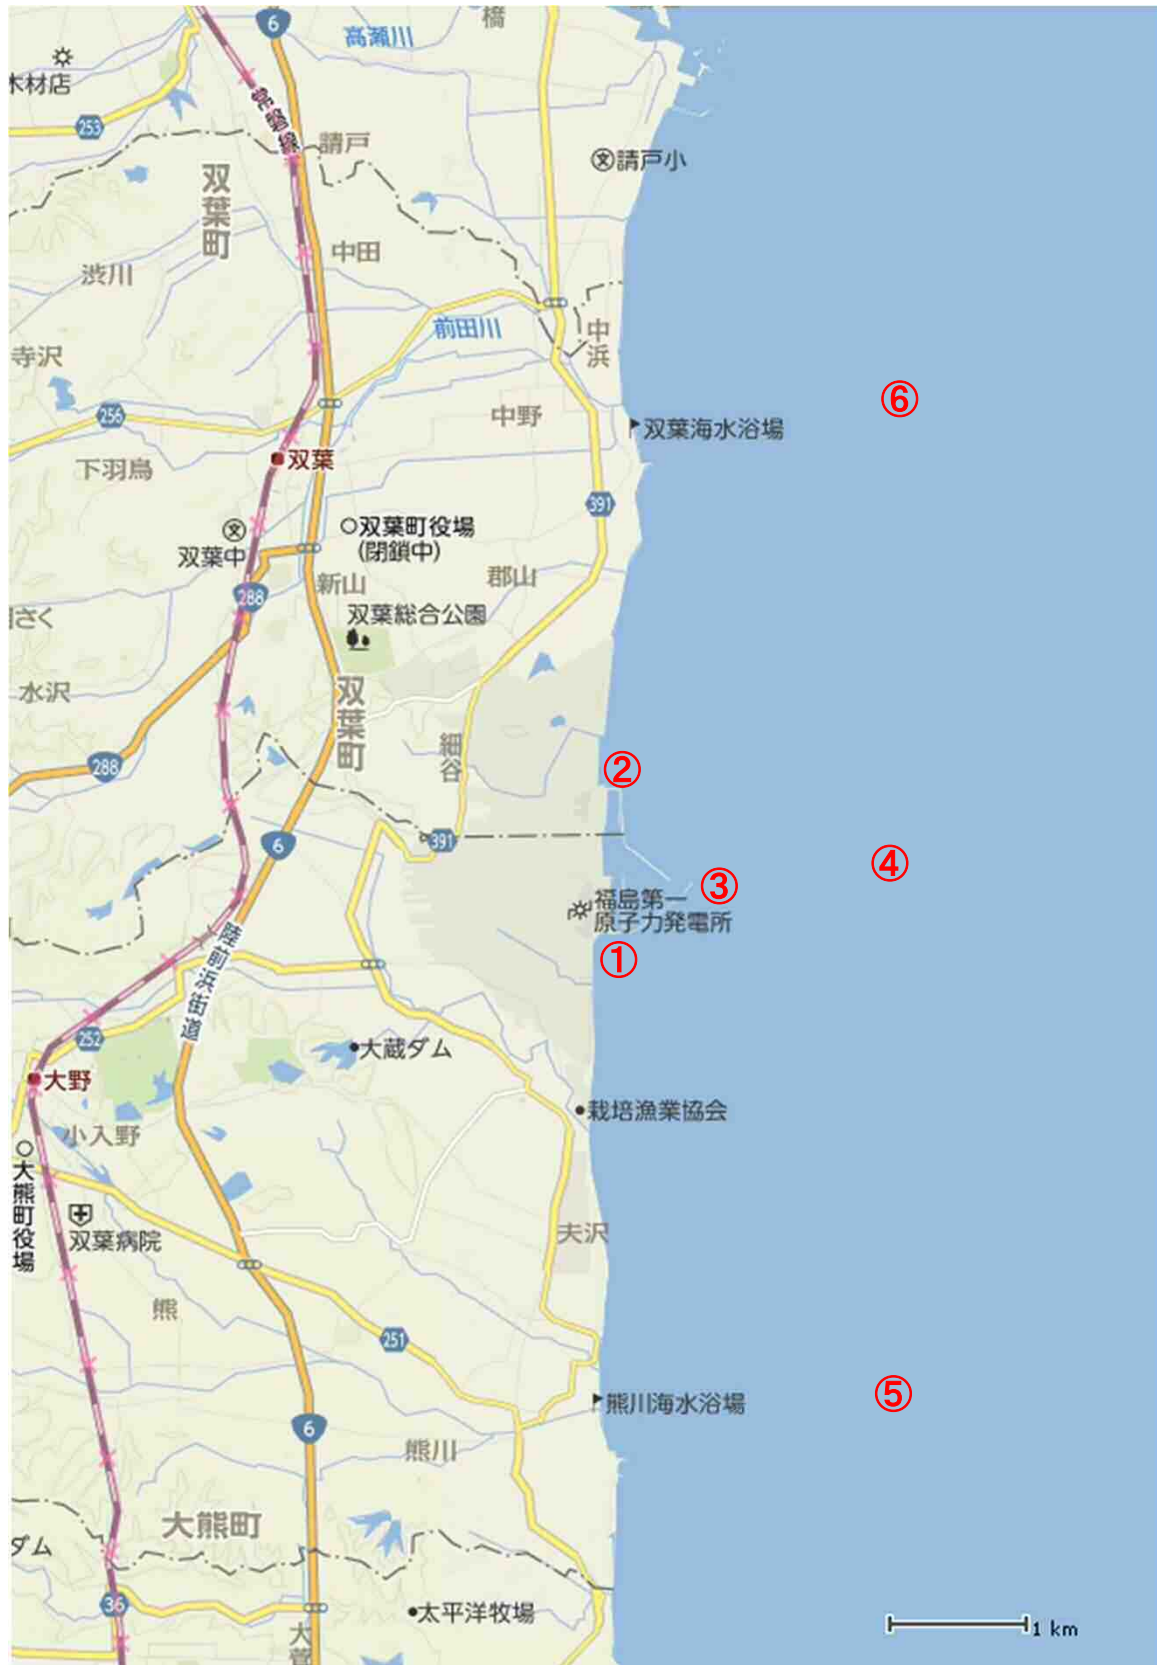 6
橋
高瀬川
木材店
253
常磐線
請戸
請戸小
双葉町
中田
渋川
前田川
中浜
寺沢
⑥
256
中野
双葉海水浴場
双葉
下羽鳥
391
双葉町役場
(閉鎖中)
双葉中
新山
郡山
288
双葉総合公園
さく
水沢
双葉町
細谷
288
②
6
391
④
③
福島第一
原子力発電所
陸前浜街道
①
252
大蔵ダム
大野
栽培漁業協会
小入野
大熊町役場
双葉病院
夫沢
熊
251
⑤
熊川海水浴場
6
熊川
大熊町
ダム
36
太平洋牧場
大菅
1 km